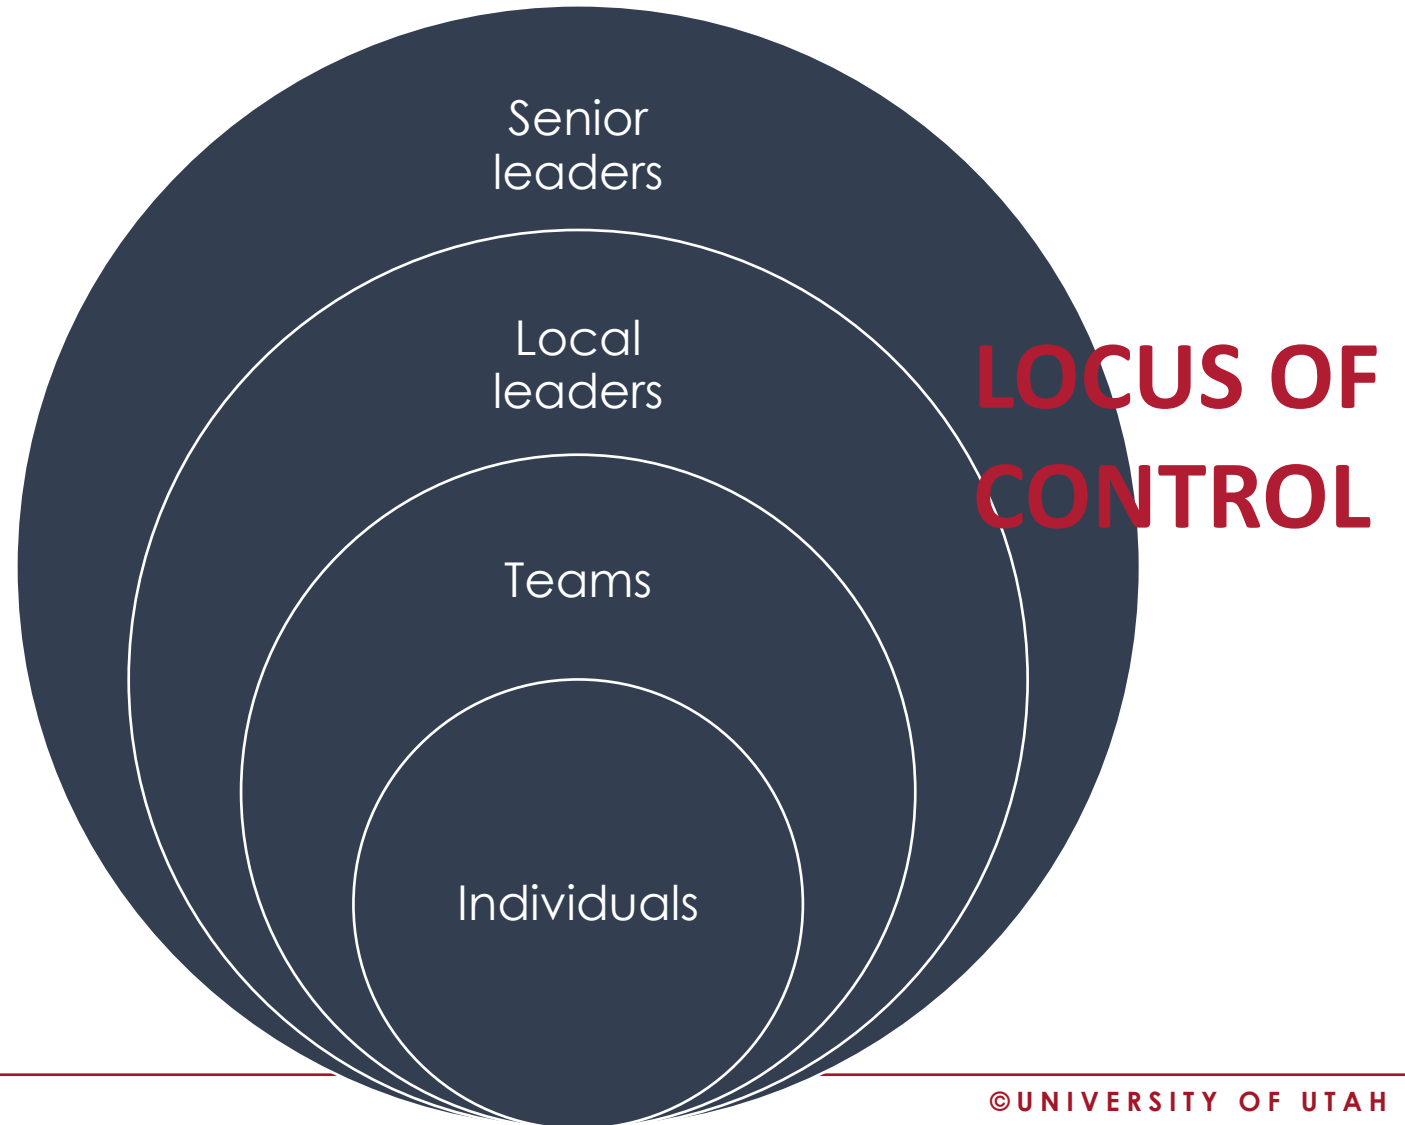 Senior
leaders
Local
leaders
LOCUS OF
CONTROL
Teams
Individuals
©UNIVERSITY OF UTAH